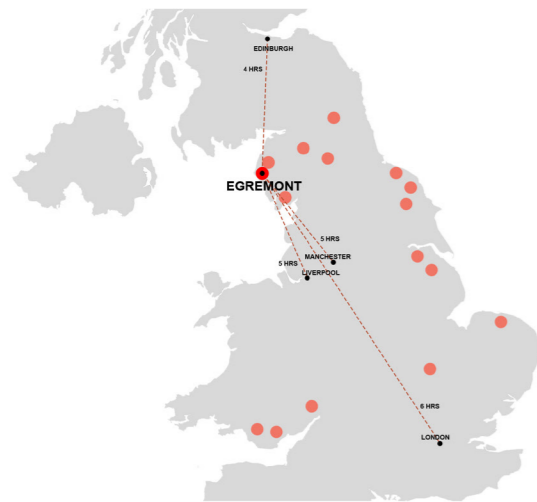 EDINBURGH
4 HRS
EGREMONT
5 HRS
MANCHESTER
5 HRS
LIVERPOOL
6 HRS
LONDON